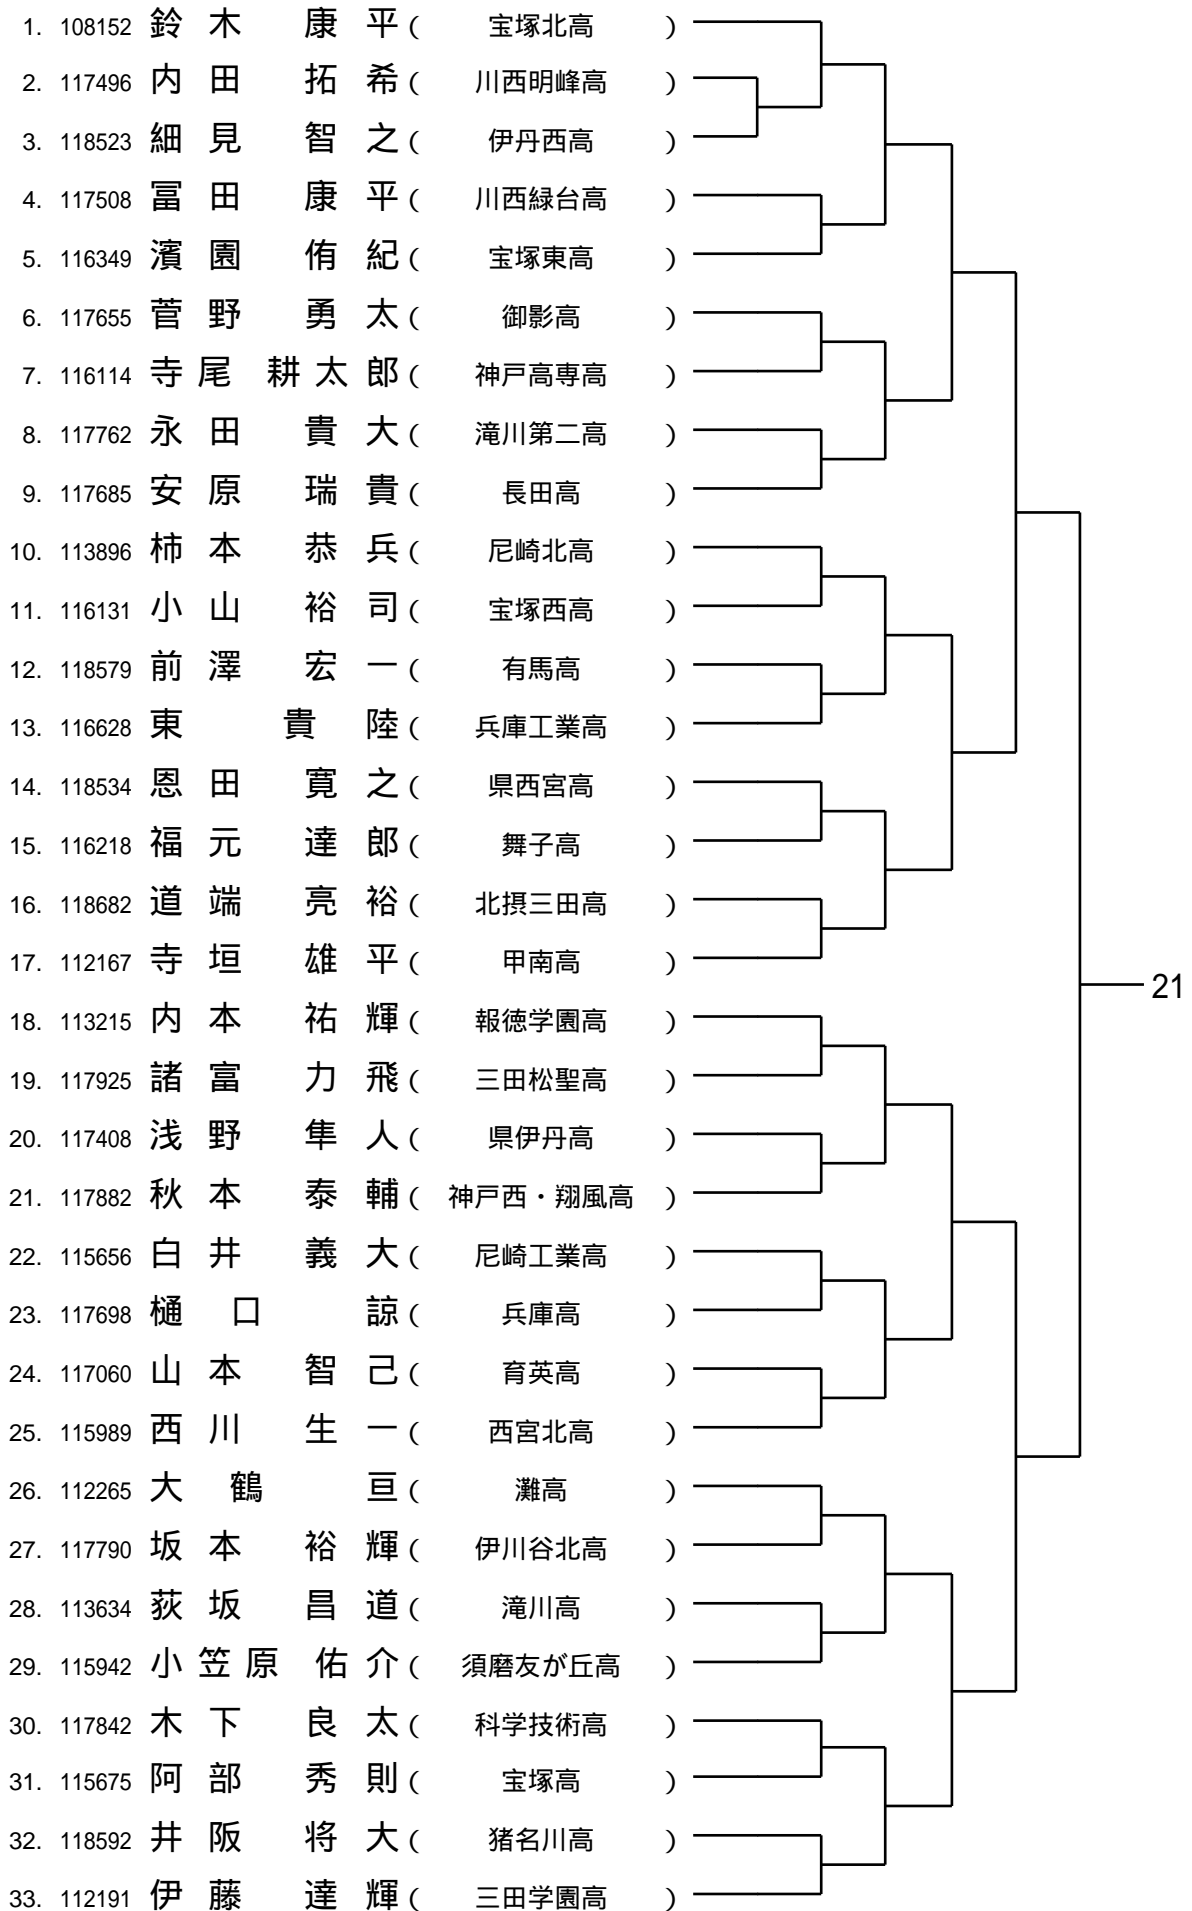 1. 108152 鈴木 康平 ( 宝塚北高 )
2. 117496 内田 拓希 ( 川西明峰高 )
3. 118523 細見 智之 ( 伊丹西高 )
4. 117508 冨田 康平 ( 川西緑台高 )
5. 116349 濱園 侑紀 ( 宝塚東高 )
6. 117655 菅野 勇太 ( 御影高 )
7. 116114 寺尾 耕太郎 ( 神戸高専高 )
8. 117762 永田 貴大 ( 滝川第二高 )
9. 117685 安原 瑞貴 ( 長田高 )
10. 113896 柿本 恭兵 ( 尼崎北高 )
11. 116131 小山 裕司 ( 宝塚西高 )
12. 118579 前澤 宏一 ( 有馬高 )
13. 116628 東 貴陸 ( 兵庫工業高 )
14. 118534 恩田 寛之 ( 県西宮高 )
15. 116218 福元 達郎 ( 舞子高 )
16. 118682 道端 亮裕 ( 北摂三田高 )
17. 112167 寺垣 雄平 ( 甲南高 )
21
18. 113215 内本 祐輝 ( 報徳学園高 )
19. 117925 諸富 力飛 ( 三田松聖高 )
20. 117408 浅野 隼人 ( 県伊丹高 )
21. 117882 秋本 泰輔 ( 神戸西・翔風高 )
22. 115656 白井 義大 ( 尼崎工業高 )
23. 117698 樋口 諒 ( 兵庫高 )
24. 117060 山本 智己 ( 育英高 )
25. 115989 西川 生一 ( 西宮北高 )
26. 112265 大鶴 亘 ( 灘高 )
27. 117790 坂本 裕輝 ( 伊川谷北高 )
28. 113634 荻坂 昌道 ( 滝川高 )
29. 115942 小笠原 佑介 ( 須磨友が丘高 )
30. 117842 木下 良太 ( 科学技術高 )
31. 115675 阿部 秀則 ( 宝塚高 )
32. 118592 井阪 将大 ( 猪名川高 )
33. 112191 伊藤 達輝 ( 三田学園高 )